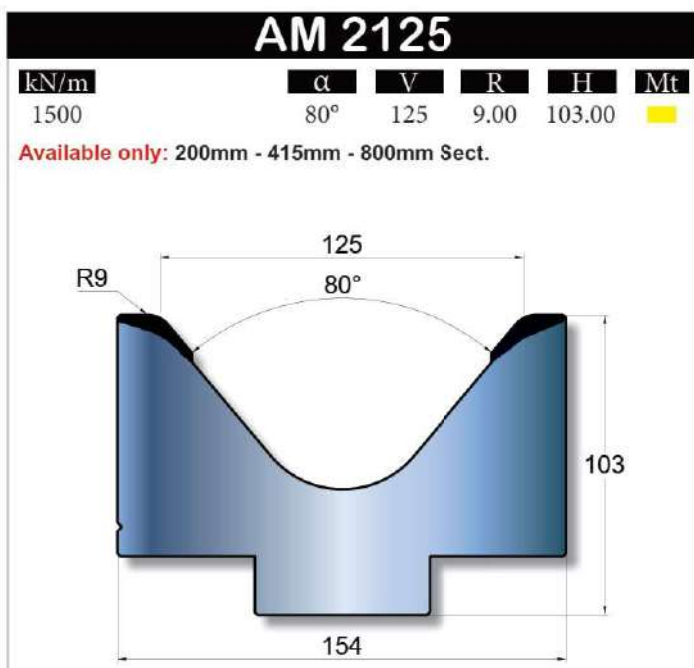 AM 2125
kN/m α V R H Mt
1500 80° 125 9.00 103.00
Available only: 200mm - 415mm - 800mm Sect.
125
R9
80°
103
154